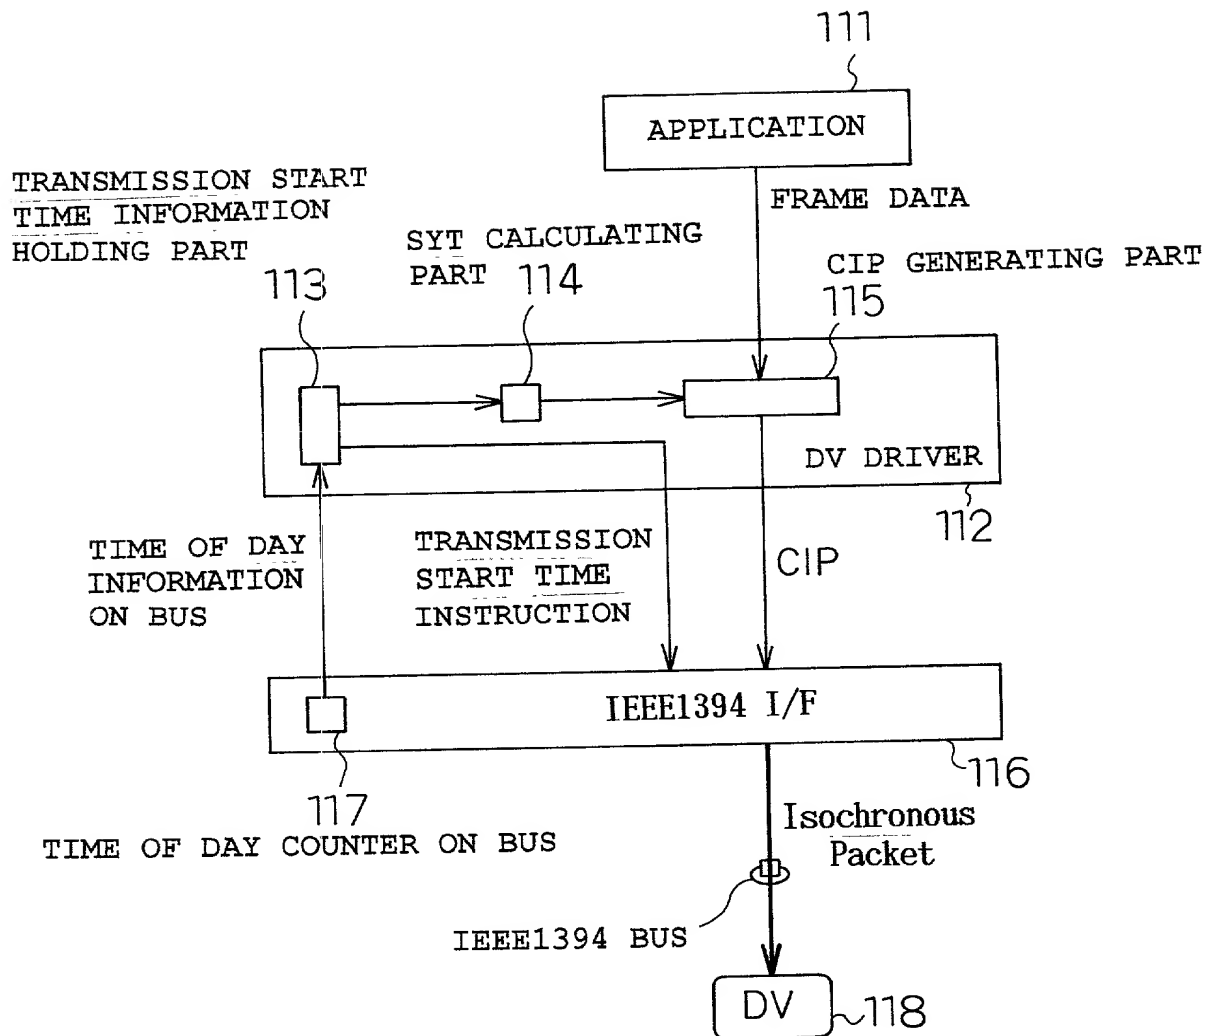 111
APPLICATION
TRANSMISSION START
TIME INFORMATION
HOLDING PART
FRAME DATA
SYT CALCULATING
PART
CIP GENERATING PART
113
114
115
DV DRIVER
112
TIME OF DAY
INFORMATION
ON BUS
TRANSMISSION
START TIME
INSTRUCTION
CIP
IEEE1394 I/F
116
117
TIME OF DAY COUNTER ON BUS
Isochronous
Packet
IEEE1394 BUS
DV
118